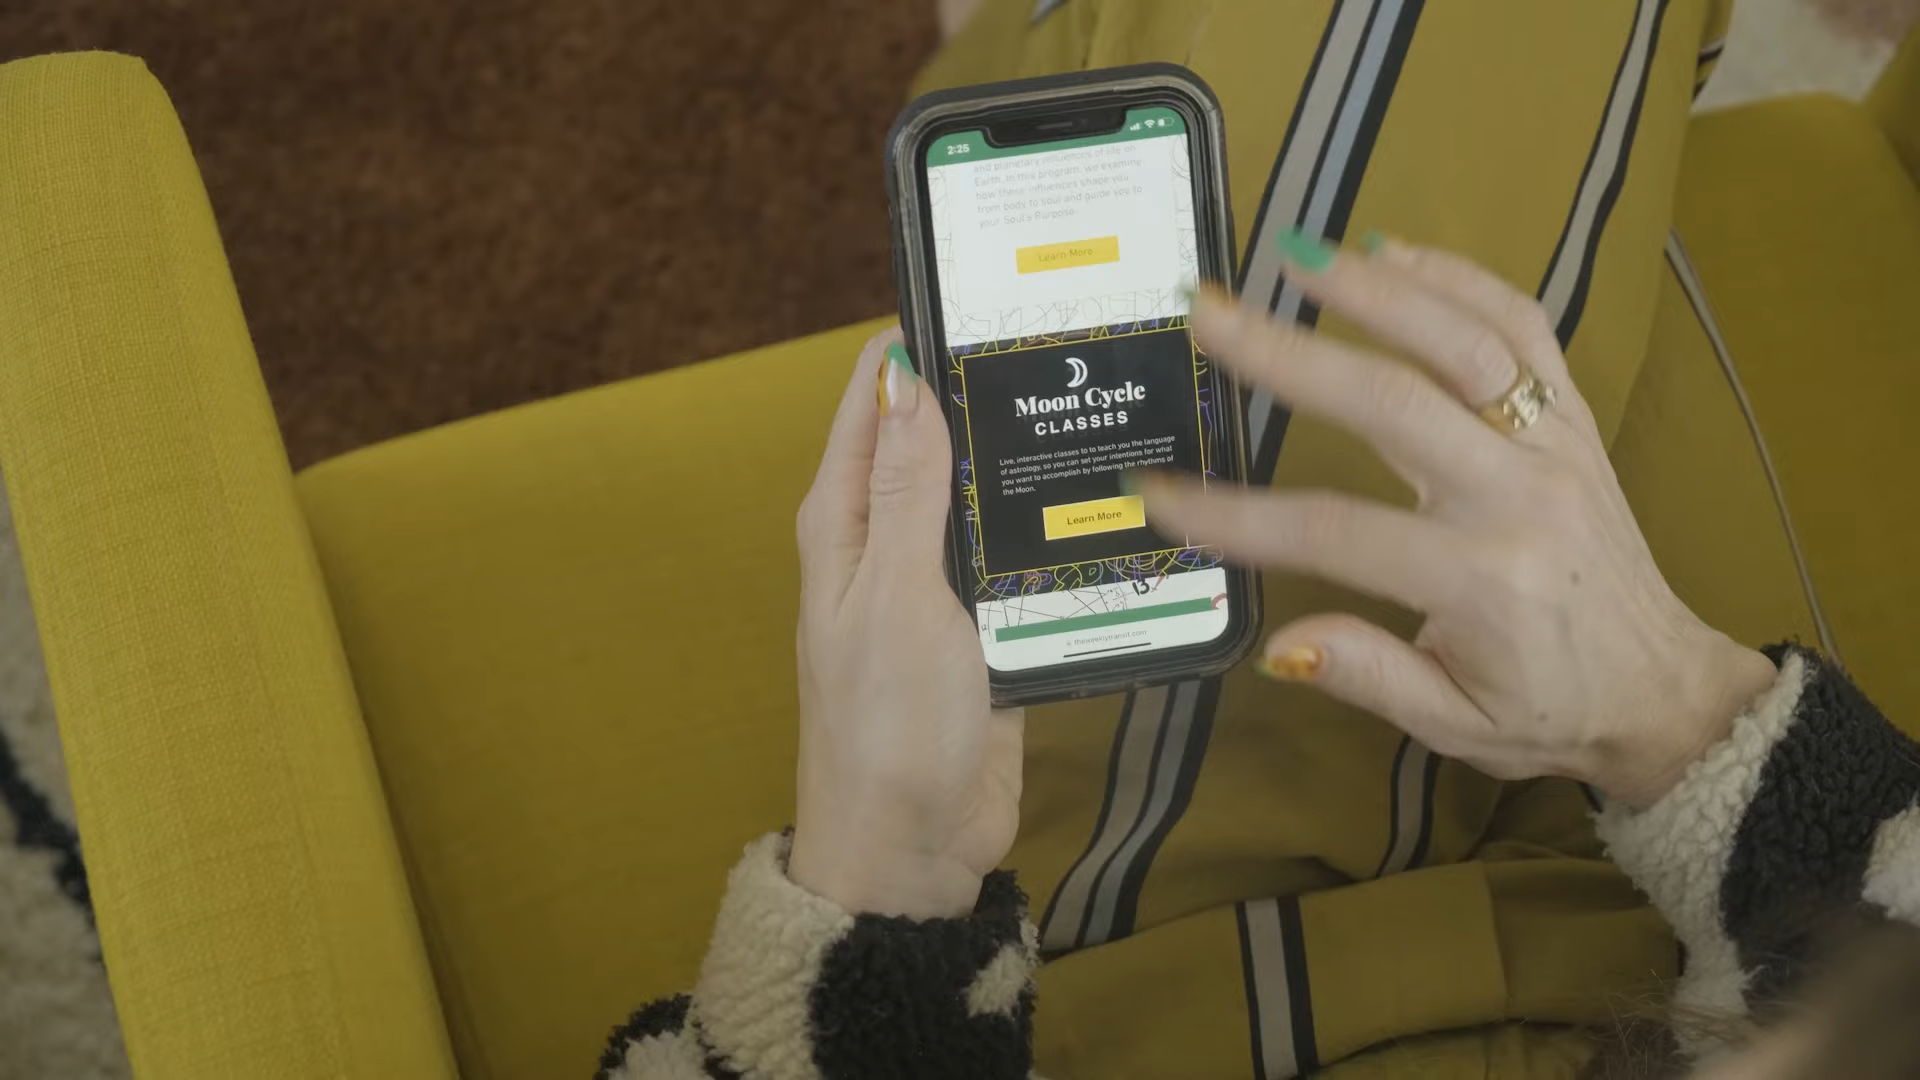 2:25
and planetary influences of life on
Earth. In this program, we examine
how these influences shape you
from body to soul and guide you to
your Soul's Purpose.
Learn More
Moon Cycle
CLASSES
Live, interactive classes to to teach you the language
of astrology, so you can set your intentions for what
you want to accomplish by following the rhythms of
the Moon.
Learn More
theweeklytransit.com